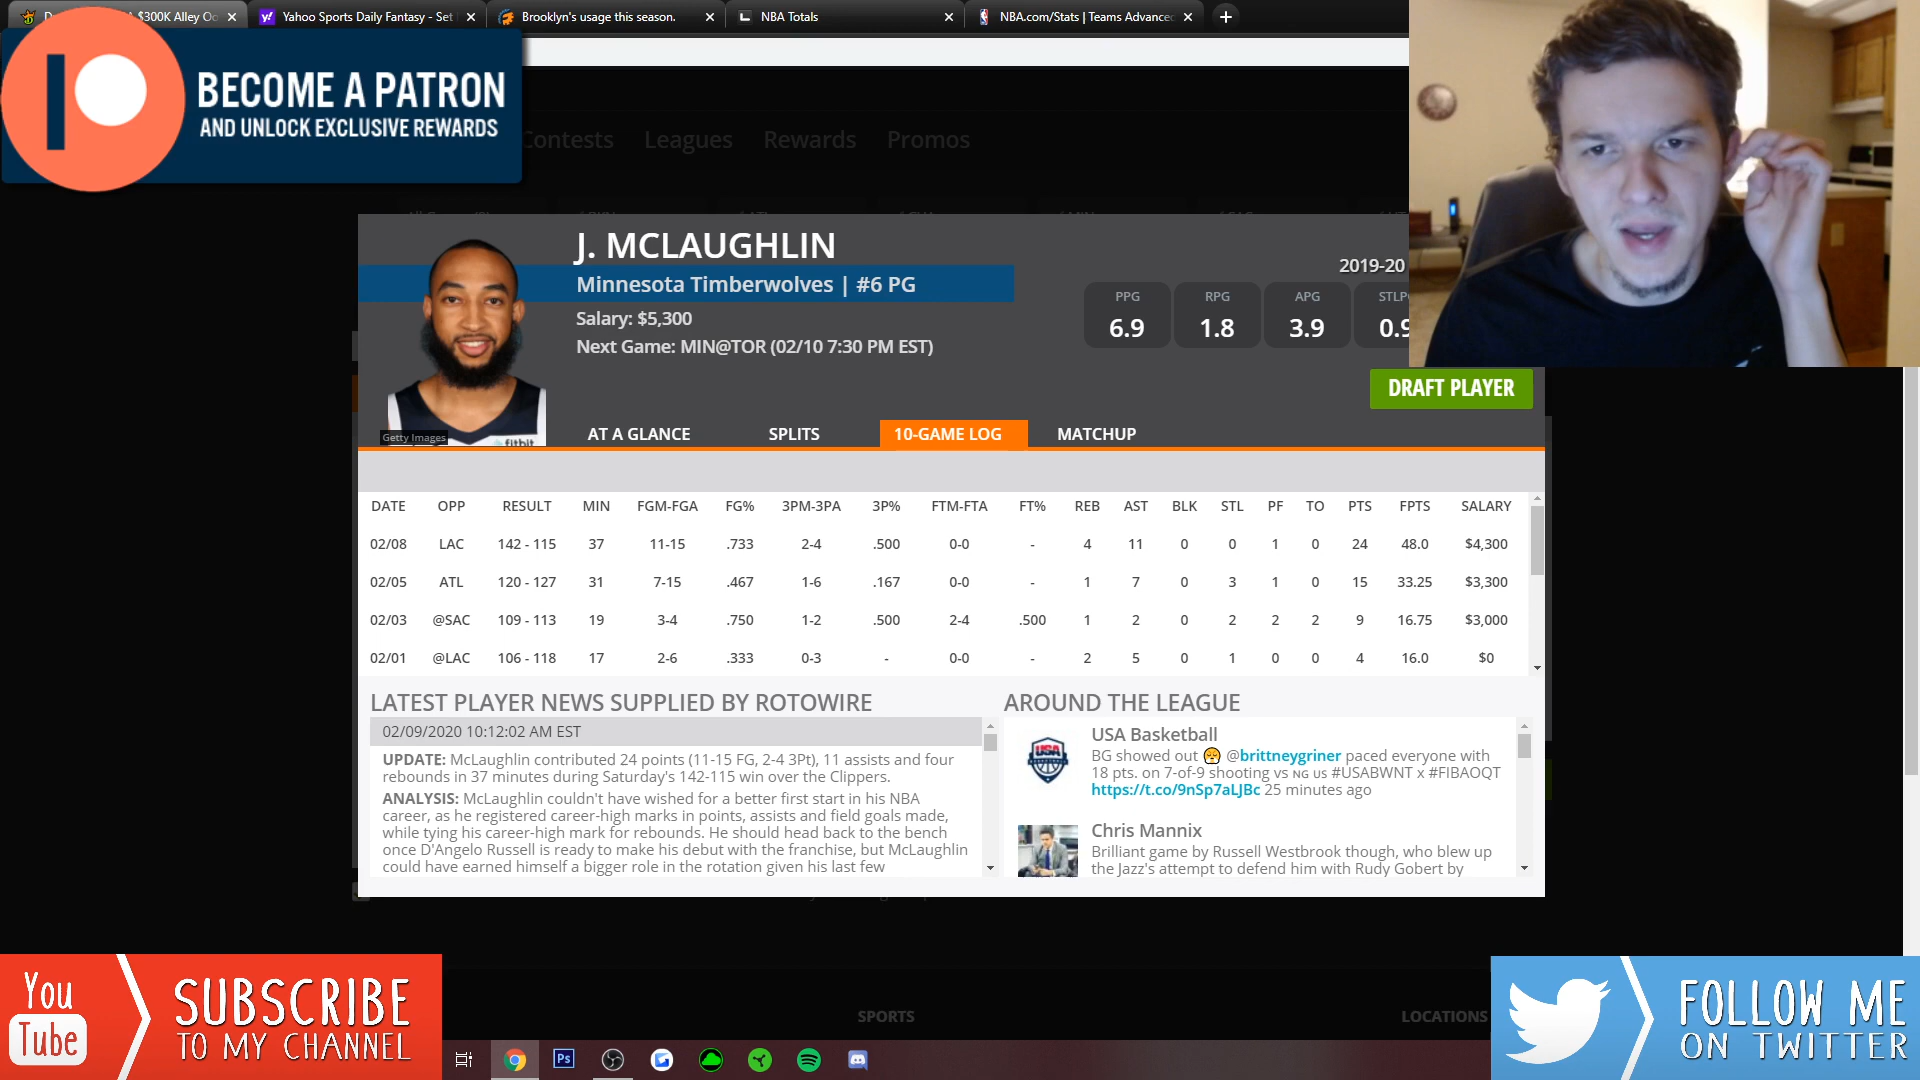 $300K Alley Oo
Yahoo Sports Daily Fantasy - Set
Brooklyn's usage this season.
NBA Totals
NBA.com/Stats | Teams Advanced
BECOME A PATRON
AND UNLOCK EXCLUSIVE REWARDS
Contests Leagues Rewards Promos
J. MCLAUGHLIN
Minnesota Timberwolves | #6 PG
Salary: $5,300
Next Game: MIN@TOR (02/10 7:30 PM EST)
2019-20
PPG RPG APG STLP
6.9 1.8 3.9 0.9
DRAFT PLAYER
Getty Images
fitbit
AT A GLANCE SPLITS 10-GAME LOG MATCHUP
DATE OPP RESULT MIN FGM-FGA FG% 3PM-3PA 3P% FTM-FTA FT% REB AST BLK STL PF TO PTS FPTS SALARY
02/08 LAC 142 - 115 37 11-15 .733 2-4 .500 0-0 - 4 11 0 0 1 0 24 48.0 $4,300
02/05 ATL 120 - 127 31 7-15 .467 1-6 .167 0-0 - 1 7 0 3 1 0 15 33.25 $3,300
02/03 @SAC 109 - 113 19 3-4 .750 1-2 .500 2-4 .500 1 2 0 2 2 2 9 16.75 $3,000
02/01 @LAC 106 - 118 17 2-6 .333 0-3 - 0-0 - 2 5 0 1 0 0 4 16.0 $0
LATEST PLAYER NEWS SUPPLIED BY ROTOWIRE
02/09/2020 10:12:02 AM EST
UPDATE: McLaughlin contributed 24 points (11-15 FG, 2-4 3Pt), 11 assists and four
rebounds in 37 minutes during Saturday's 142-115 win over the Clippers.
ANALYSIS: McLaughlin couldn't have wished for a better first start in his NBA
career, as he registered career-high marks in points, assists and field goals made,
while tying his career-high mark for rebounds. He should head back to the bench
once D'Angelo Russell is ready to make his debut with the franchise, but McLaughlin
could have earned himself a bigger role in the rotation given his last few
AROUND THE LEAGUE
USA
USA Basketball
BG showed out 😤 @brittneygriner paced everyone with
18 pts. on 7-of-9 shooting vs ɴɢ ᴜs #USABWNT x #FIBAOQT
https://t.co/9nSp7aLJBc 25 minutes ago
Chris Mannix
Brilliant game by Russell Westbrook though, who blew up
the Jazz's attempt to defend him with Rudy Gobert by
You Tube
SUBSCRIBE
TO MY CHANNEL
SPORTS
LOCATIONS
FOLLOW ME
ON TWITTER
Ps